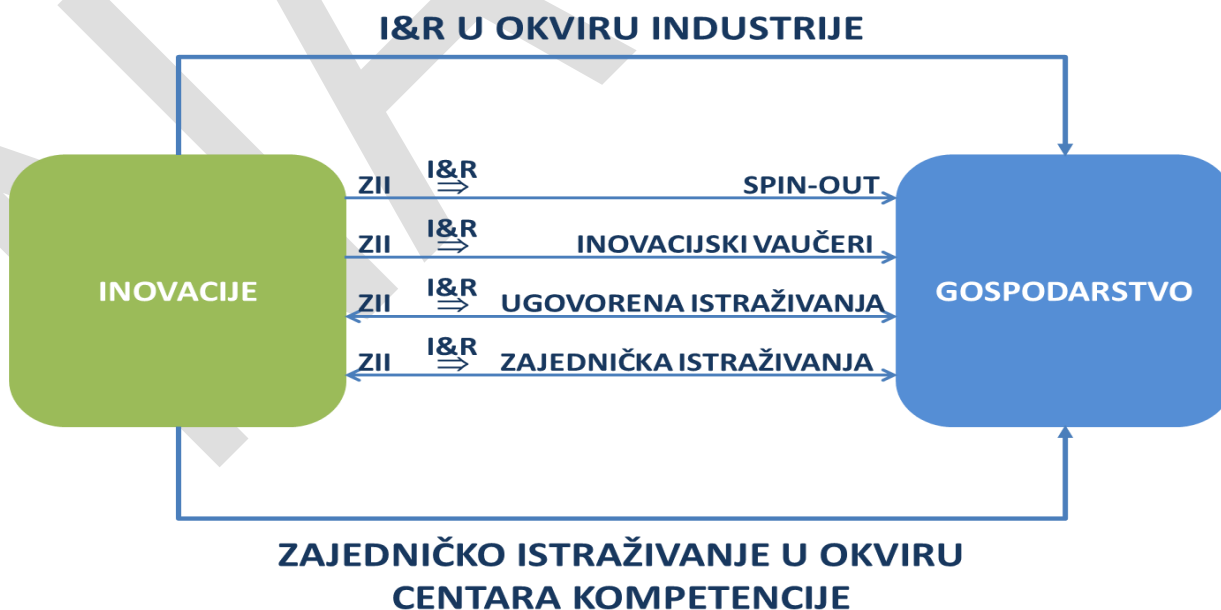 I&R U OKVIRU INDUSTRIJE
I&R
ZII ⇒ SPIN-OUT
I&R
ZII ⇒ INOVACIJSKI VAUČERI
INOVACIJE
GOSPODARSTVO
I&R
ZII ⇒ UGOVORENA ISTRAŽIVANJA
I&R
ZII ⇒ ZAJEDNIČKA ISTRAŽIVANJA
ZAJEDNIČKO ISTRAŽIVANJE U OKVIRU
CENTARA KOMPETENCIJE